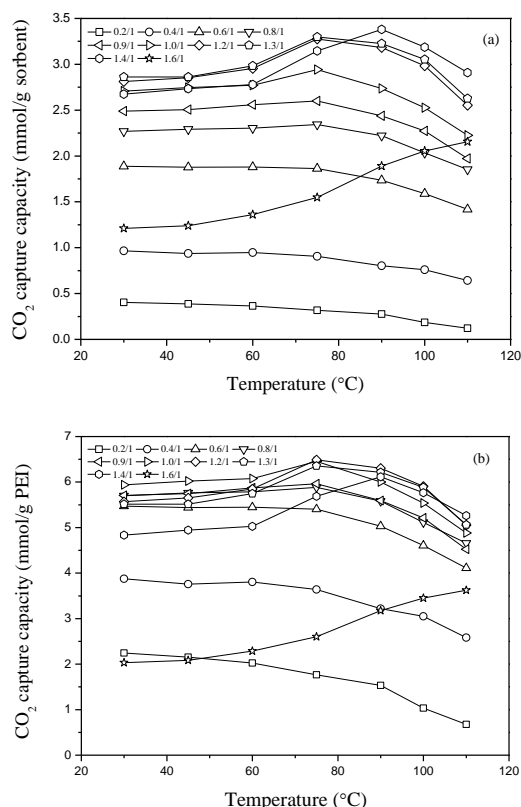 3.5
3.0
2.5
2.0
1.5
1.0
0.5
0.0
20 40 60 80 100 120
CO2 capture capacity (mmol/g sorbent)
Temperature (°C)
(a)
0.2/1 0.4/1 0.6/1 0.8/1
0.9/1 1.0/1 1.2/1 1.3/1
1.4/1 1.6/1
7
6
5
4
3
2
1
0
20 40 60 80 100 120
CO2 capture capacity (mmol/g PEI)
Temperature (°C)
(b)
0.2/1 0.4/1 0.6/1 0.8/1
0.9/1 1.0/1 1.2/1 1.3/1
1.4/1 1.6/1